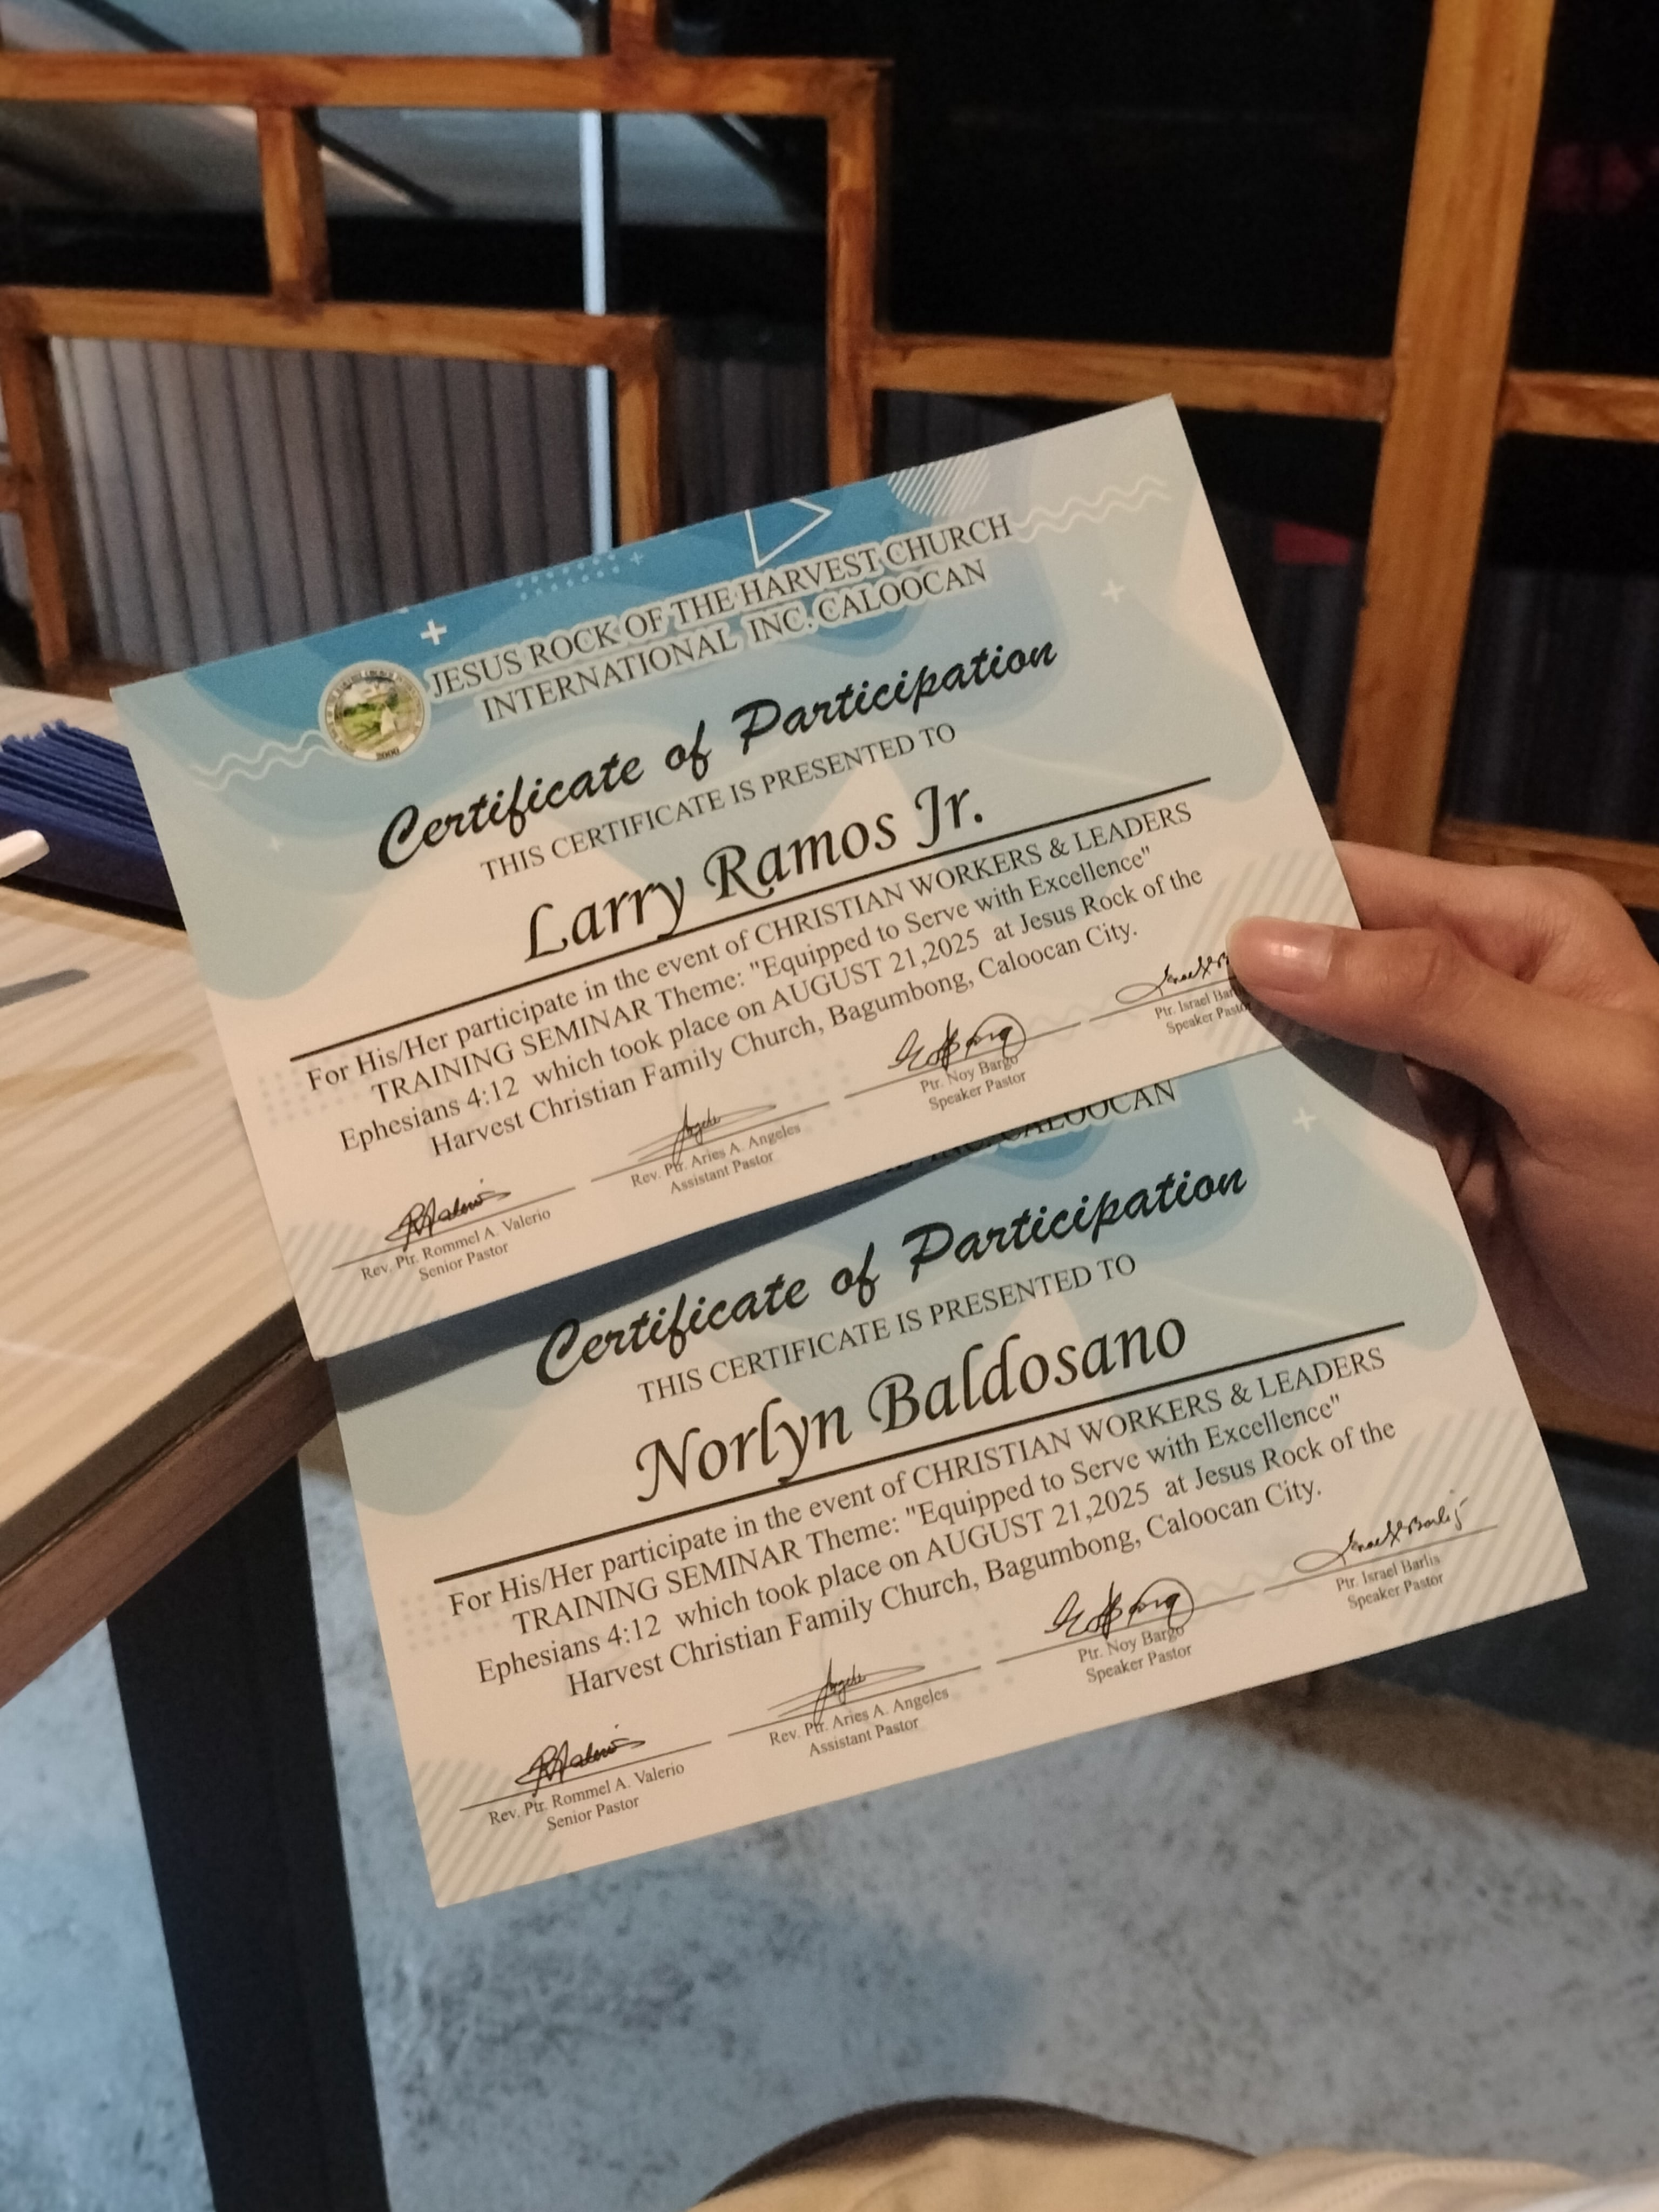 JESUS ROCK OF THE HARVEST CHURCH
INTERNATIONAL INC. CALOOCAN
2000
Certificate of Participation
THIS CERTIFICATE IS PRESENTED TO
Larry Ramos Jr.
For His/Her participate in the event of CHRISTIAN WORKERS & LEADERS
TRAINING SEMINAR Theme: "Equipped to Serve with Excellence"
Ephesians 4:12 which took place on AUGUST 21,2025 at Jesus Rock of the
Harvest Christian Family Church, Bagumbong, Caloocan City.
Rev. Ptr. Rommel A. Valerio
Senior Pastor
Rev. Ptr. Aries A. Angeles
Assistant Pastor
Ptr. Noy Bargo
Speaker Pastor
Ptr. Israel
Speaker Pastor
INC. CALOOCAN
Certificate of Participation
THIS CERTIFICATE IS PRESENTED TO
Norlyn Baldosano
For His/Her participate in the event of CHRISTIAN WORKERS & LEADERS
TRAINING SEMINAR Theme: "Equipped to Serve with Excellence"
Ephesians 4:12 which took place on AUGUST 21,2025 at Jesus Rock of the
Harvest Christian Family Church, Bagumbong, Caloocan City.
Rev. Ptr. Rommel A. Valerio
Senior Pastor
Rev. Ptr. Aries A. Angeles
Assistant Pastor
Ptr. Noy Bargo
Speaker Pastor
Ptr. Israel Barlis
Speaker Pastor